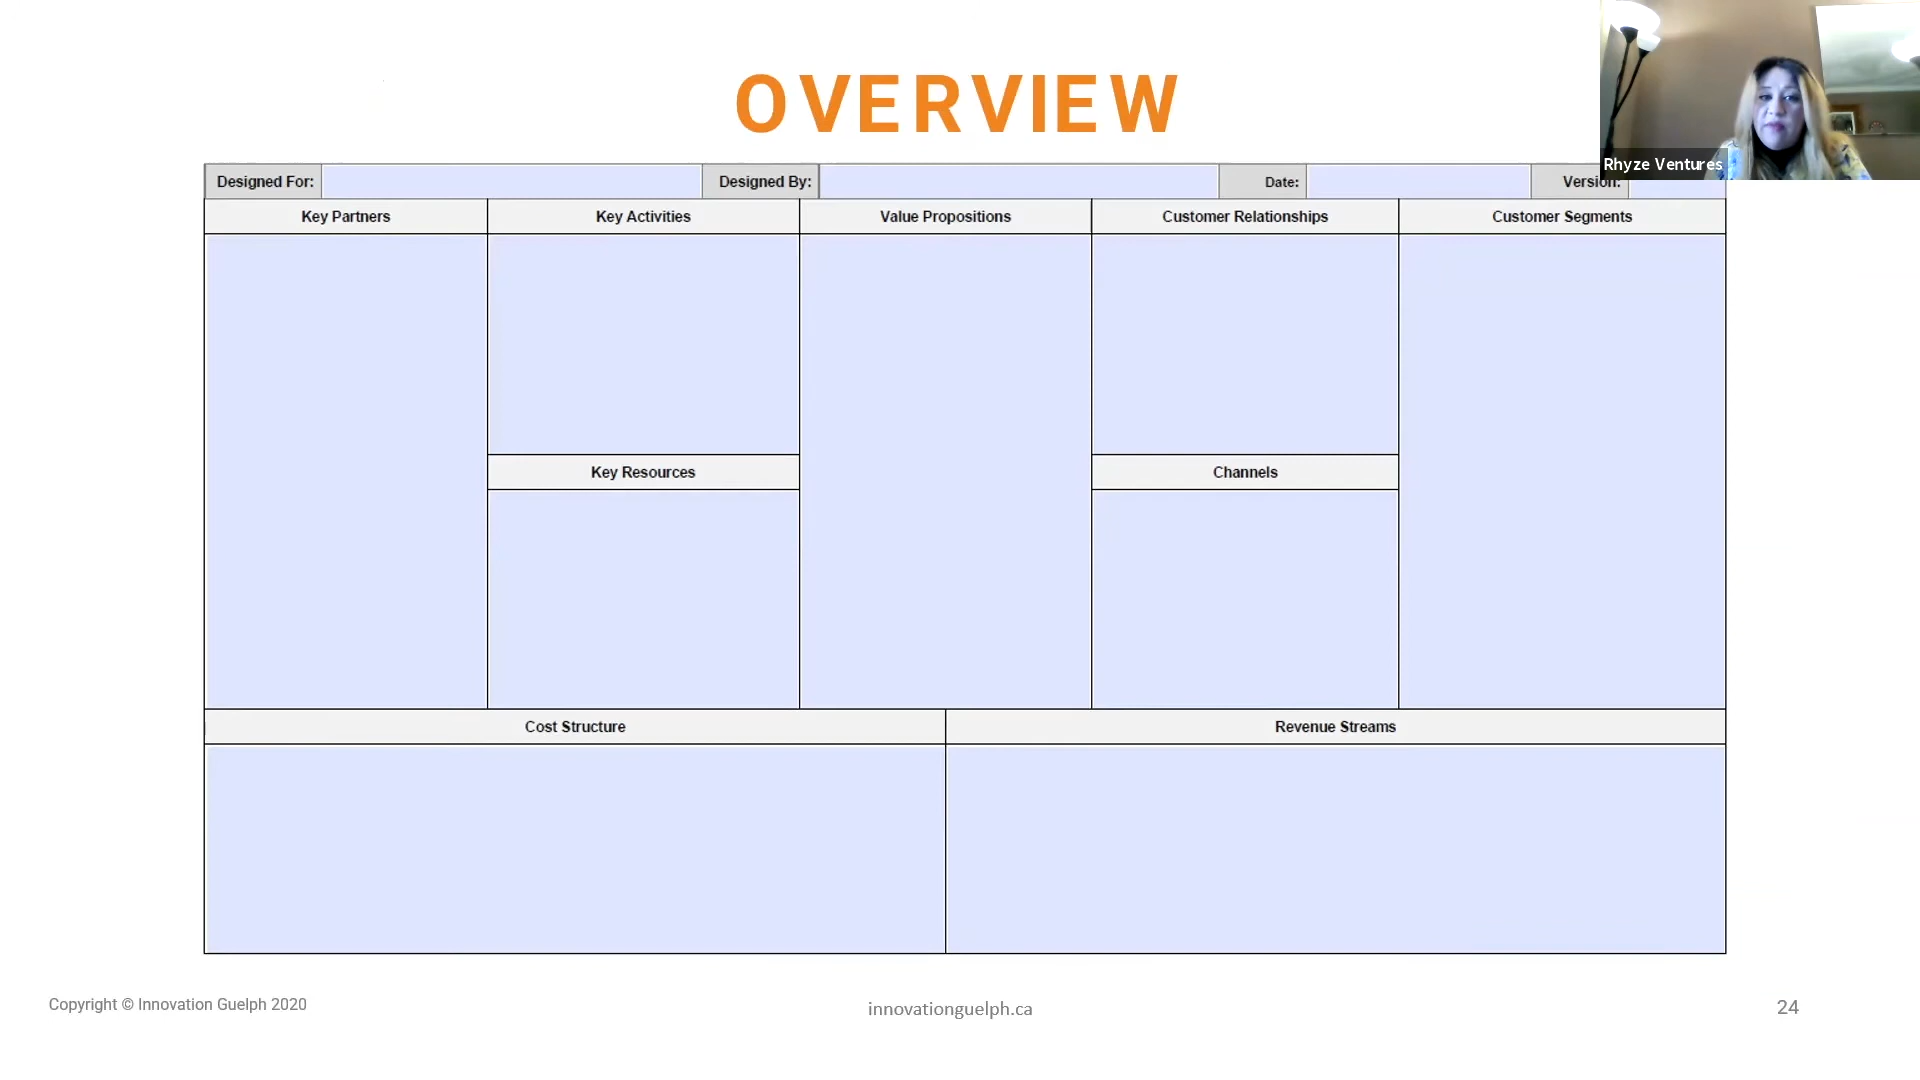 OVERVIEW
Rhyze Ventures
Designed For: Designed By: Date: Version:
Key Partners Key Activities Value Propositions Customer Relationships Customer Segments
Key Resources Channels
Cost Structure Revenue Streams
Copyright © Innovation Guelph 2020 innovationguelph.ca 24